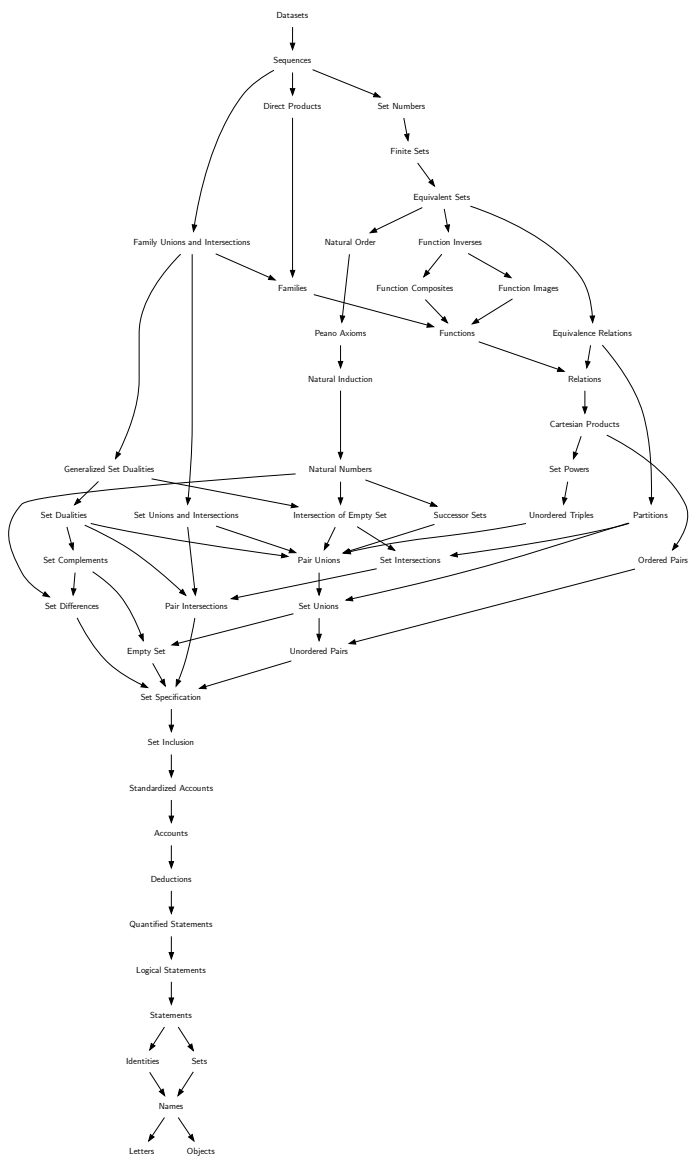 Datasets
Sequences
Direct Products
Set Numbers
Finite Sets
Equivalent Sets
Family Unions and Intersections
Natural Order
Function Inverses
Families
Function Composites
Function Images
Peano Axioms
Functions
Equivalence Relations
Natural Induction
Relations
Cartesian Products
Generalized Set Dualities
Natural Numbers
Set Powers
Set Dualities
Set Unions and Intersections
Intersection of Empty Set
Successor Sets
Unordered Triples
Partitions
Set Complements
Pair Unions
Set Intersections
Ordered Pairs
Set Differences
Pair Intersections
Set Unions
Empty Set
Unordered Pairs
Set Specification
Set Inclusion
Standardized Accounts
Accounts
Deductions
Quantified Statements
Logical Statements
Statements
Identities
Sets
Names
Letters
Objects